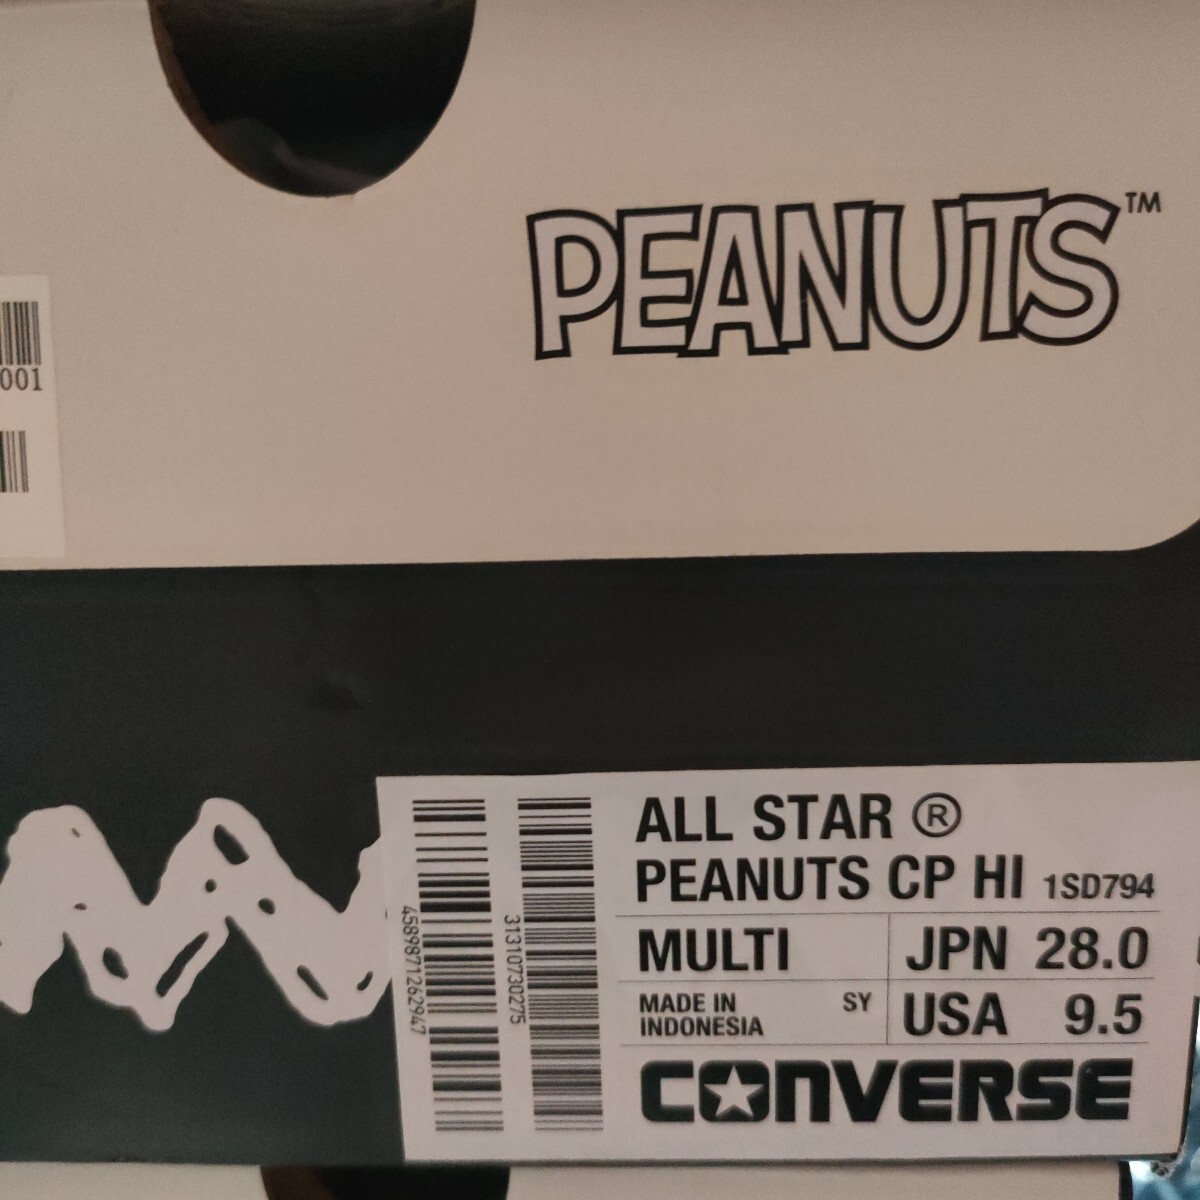 PEANUTS™
001
ALL STAR ®
PEANUTS CP HI 1SD794
MULTI JPN 28.0
MADE IN INDONESIA SY USA 9.5
CONVERSE
4589871262947
31310730275